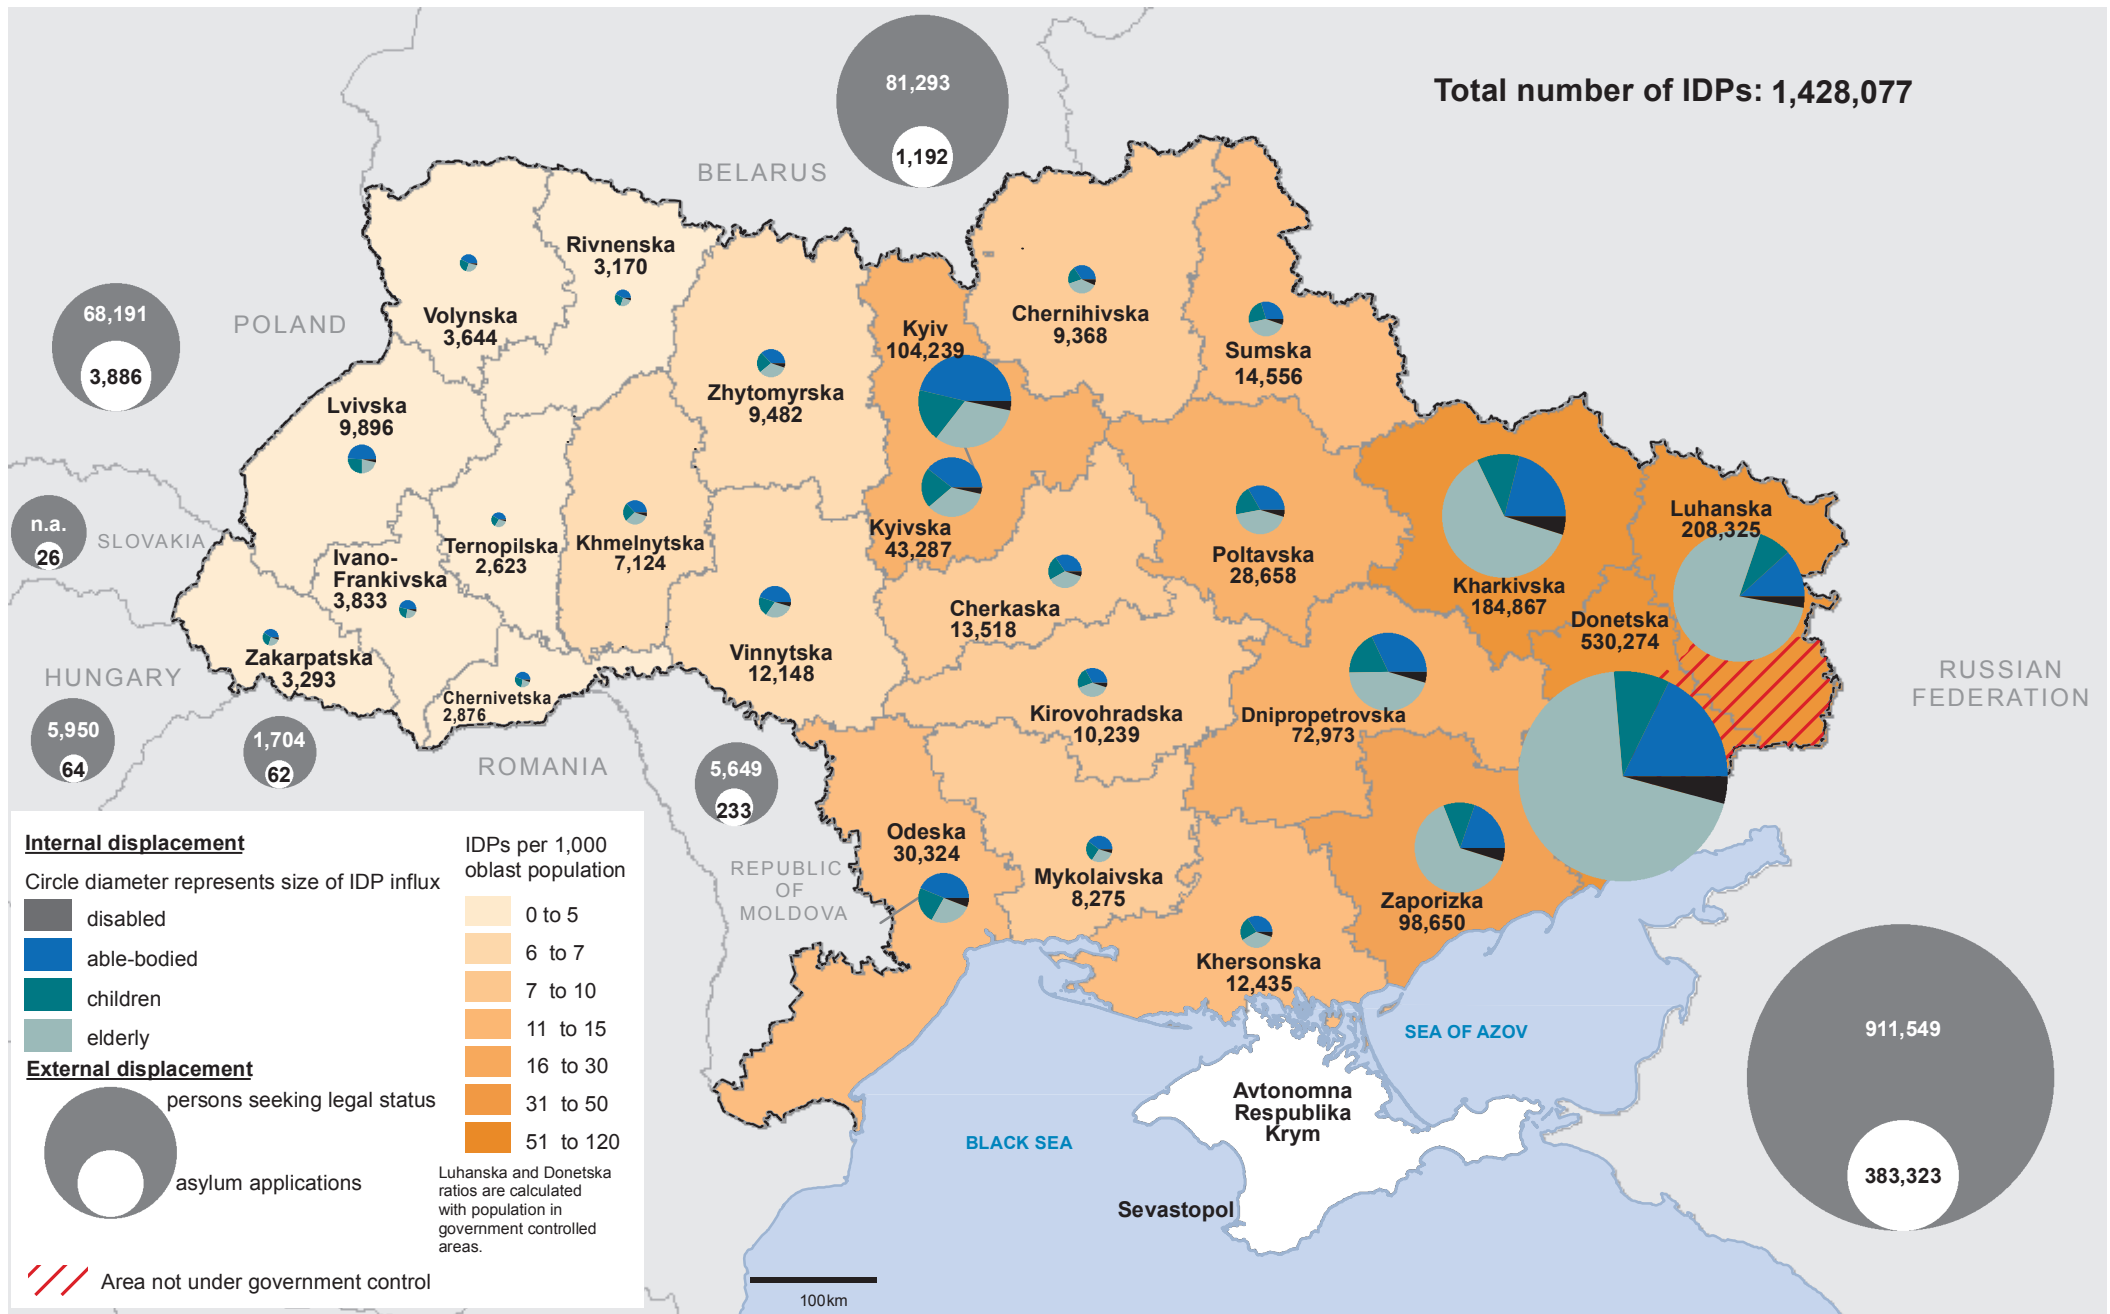 Total number of IDPs: 1,428,077
81,293
1,192
BELARUS
Rivnenska
3,170
Volynska
3,644
68,191
3,886
POLAND
Kyiv
104,239
Chernihivska
9,368
Sumska
14,556
Zhytomyrska
9,482
Lvivska
9,896
n.a.
26
SLOVAKIA
Ivano-
Frankivska
3,833
Ternopilska
2,623
Khmelnytska
7,124
Kyivska
43,287
Poltavska
28,658
Kharkivska
184,867
Luhanska
208,325
Donetska
530,274
Cherkaska
13,518
Vinnytska
12,148
Zakarpatska
3,293
Chernivetska
2,876
HUNGARY
5,950
64
1,704
62
ROMANIA
5,649
233
Kirovohradska
10,239
Dnipropetrovska
72,973
RUSSIAN
FEDERATION
REPUBLIC
OF
MOLDOVA
Odeska
30,324
Mykolaivska
8,275
Zaporizka
98,650
Khersonska
12,435
SEA OF AZOV
911,549
383,323
Avtonomna
Respublika
Krym
BLACK SEA
Sevastopol
Internal displacement
Circle diameter represents size of IDP influx
disabled
able-bodied
children
elderly
External displacement
persons seeking legal status
asylum applications
IDPs per 1,000
oblast population
0 to 5
6 to 7
7 to 10
11 to 15
16 to 30
31 to 50
51 to 120
Luhanska and Donetska
ratios are calculated
with population in
government controlled
areas.
Area not under government control
100km